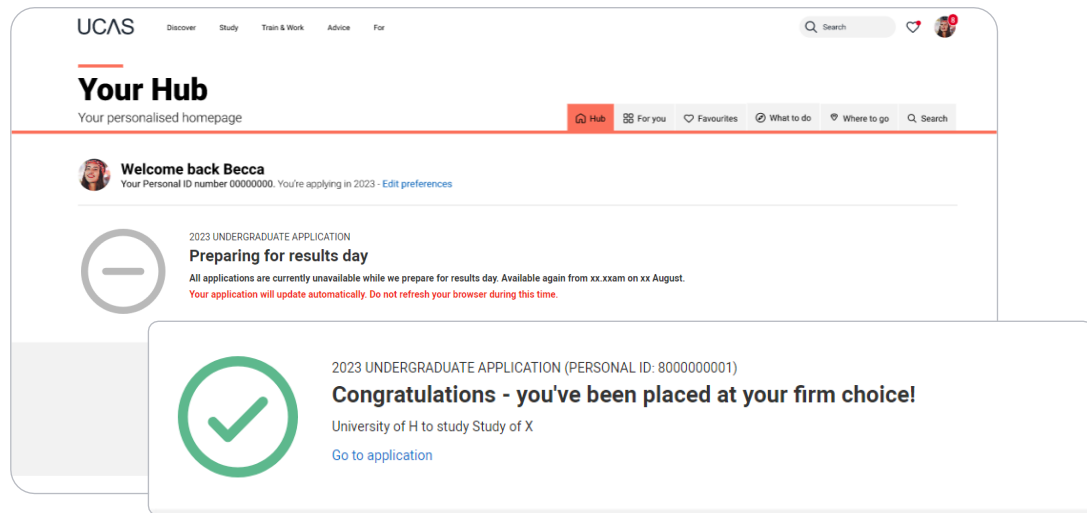 UCAS Discover Study Train & Work Advice For Search 8
Your Hub
Your personalised homepage
Hub For you Favourites What to do Where to go Search
Welcome back Becca
Your Personal ID number 00000000. You're applying in 2023 - Edit preferences
2023 UNDERGRADUATE APPLICATION
Preparing for results day
All applications are currently unavailable while we prepare for results day. Available again from xx.xxam on xx August.
Your application will update automatically. Do not refresh your browser during this time.
2023 UNDERGRADUATE APPLICATION (PERSONAL ID: 8000000001)
Congratulations - you've been placed at your firm choice!
University of H to study Study of X
Go to application